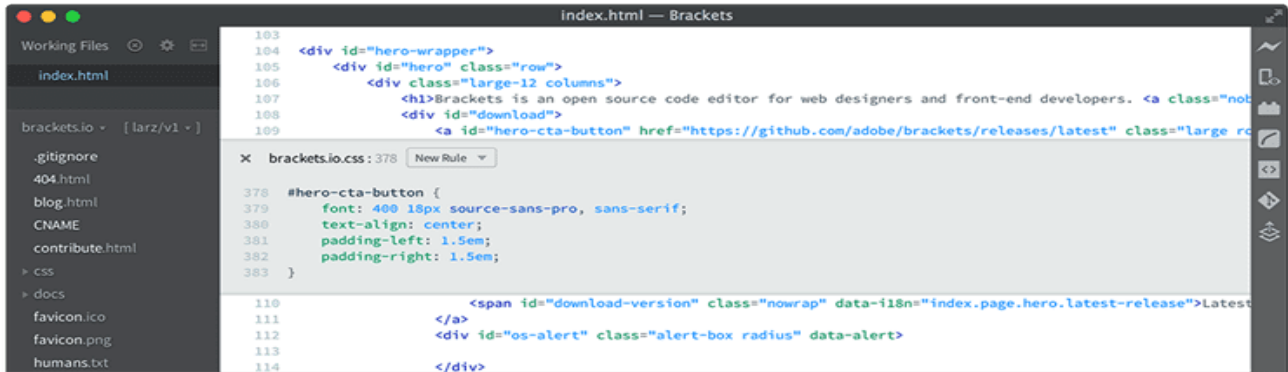 index.html — Brackets
Working Files
index.html
brackets.io [ larz/v1 ]
.gitignore
404.html
blog.html
CNAME
contribute.html
css
docs
favicon.ico
favicon.png
humans.txt
103
104 <div id="hero-wrapper">
105 <div id="hero" class="row">
106 <div class="large-12 columns">
107 <h1>Brackets is an open source code editor for web designers and front-end developers. <a class="nob
108 <div id="download">
109 <a id="hero-cta-button" href="https://github.com/adobe/brackets/releases/latest" class="large ro
× brackets.io.css : 378 New Rule
378 #hero-cta-button {
379 font: 400 18px source-sans-pro, sans-serif;
380 text-align: center;
381 padding-left: 1.5em;
382 padding-right: 1.5em;
383 }
110 <span id="download-version" class="nowrap" data-i18n="index.page.hero.latest-release">Latest
111 </a>
112 <div id="os-alert" class="alert-box radius" data-alert>
113
114 </div>